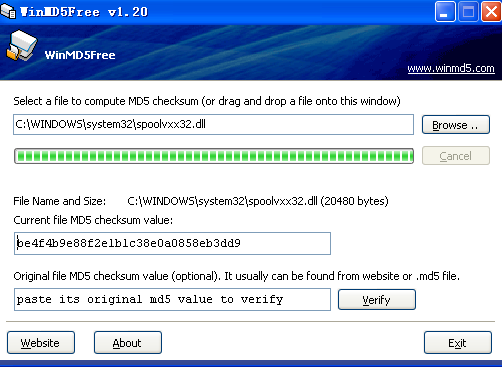 WinMD5Free v1.20
WinMD5Free
www.winmd5.com
Select a file to compute MD5 checksum (or drag and drop a file onto this window)
C:\WINDOWS\system32\spoolvxx32.dll
Browse ..
Cancel
File Name and Size: C:\WINDOWS\system32\spoolvxx32.dll (20480 bytes)
Current file MD5 checksum value:
be4f4b9e88f2e1b1c38e0a0858eb3dd9
Original file MD5 checksum value (optional). It usually can be found from website or .md5 file.
paste its original md5 value to verify
Verify
Website
About
Exit